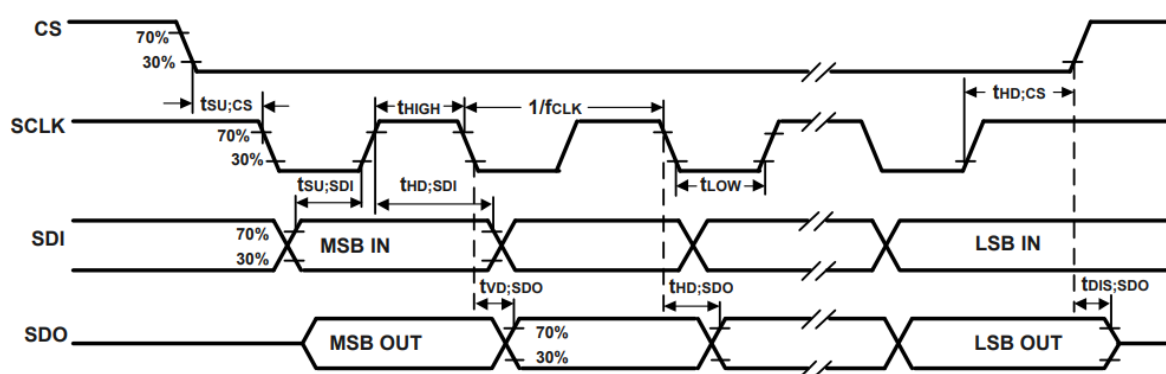 CS
70%
30%
tSU;CS
tHIGH
1/fCLK
tHD;CS
SCLK
70%
30%
tSU;SDI
tHD;SDI
tLOW
SDI
70%
30%
MSB IN
LSB IN
tVD;SDO
tHD;SDO
tDIS;SDO
SDO
MSB OUT
70%
30%
LSB OUT